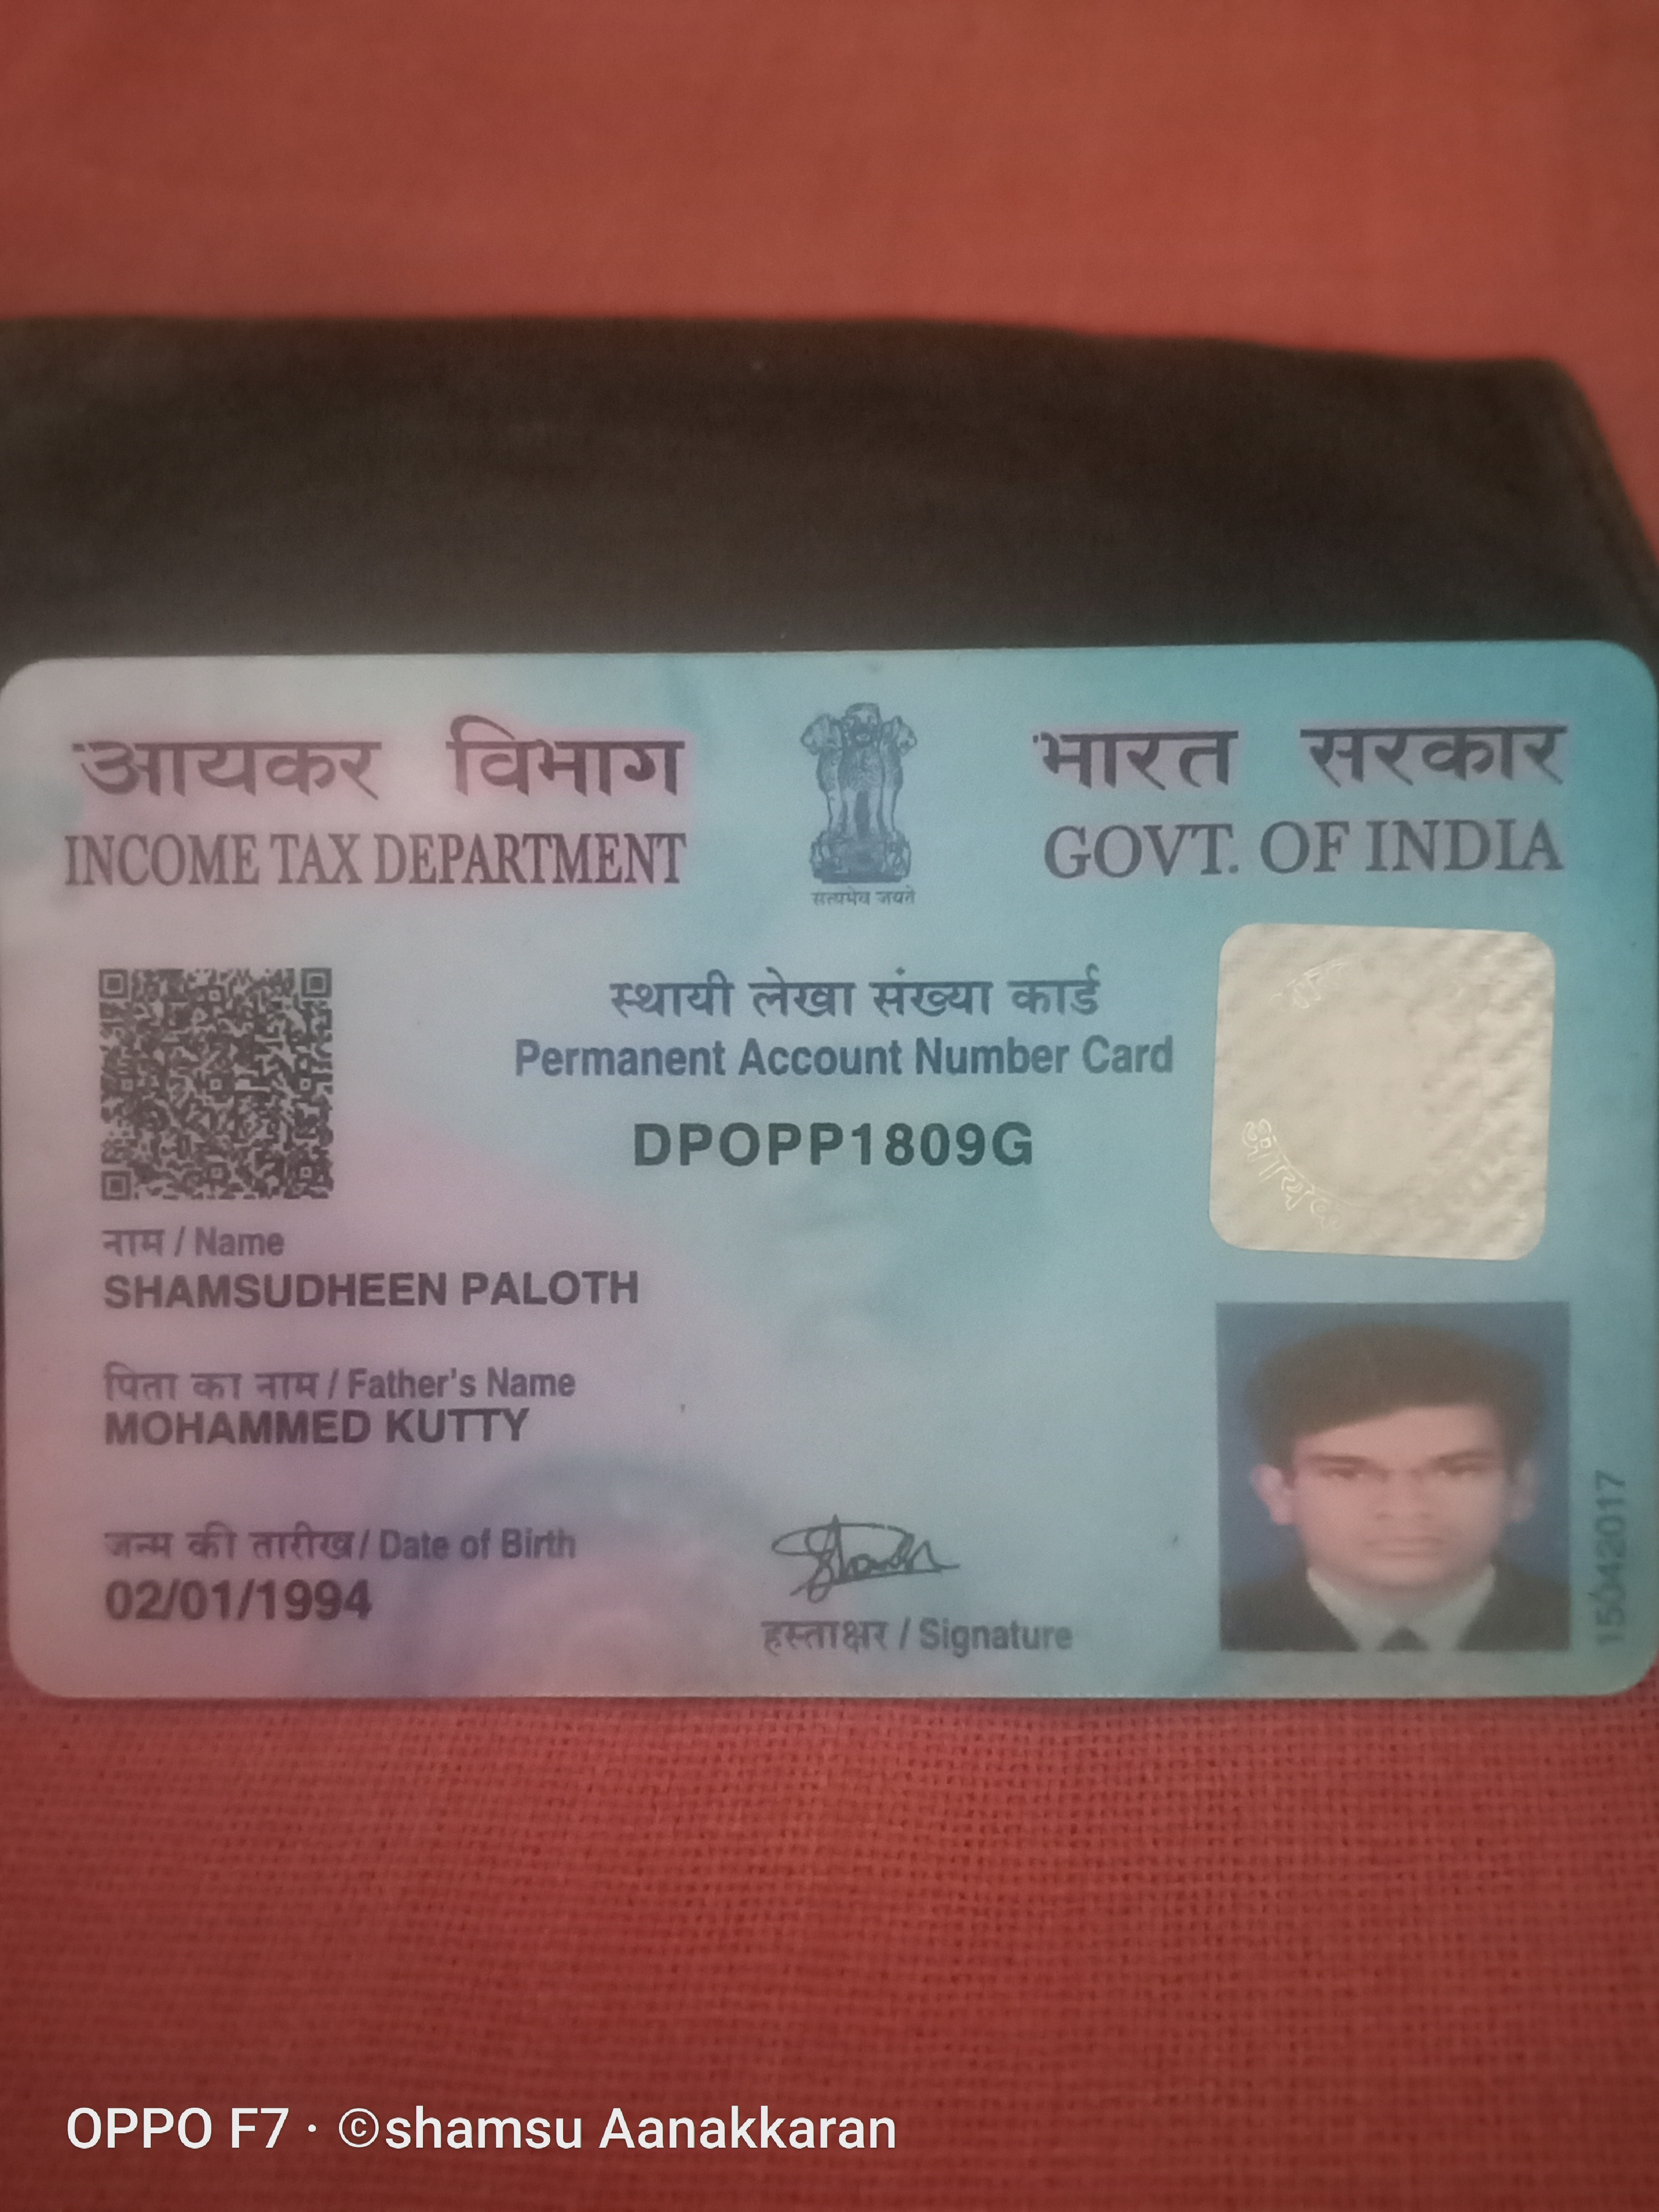 आयकर विभाग
INCOME TAX DEPARTMENT
सत्यमेव जयते
भारत सरकार
GOVT. OF INDIA
स्थायी लेखा संख्या कार्ड
Permanent Account Number Card
DPOPP1809G
नाम / Name
SHAMSUDHEEN PALOTH
पिता का नाम / Father's Name
MOHAMMED KUTTY
जन्म की तारीख / Date of Birth
02/01/1994
हस्ताक्षर / Signature
15042017
OPPO F7 · ©shamsu Aanakkaran